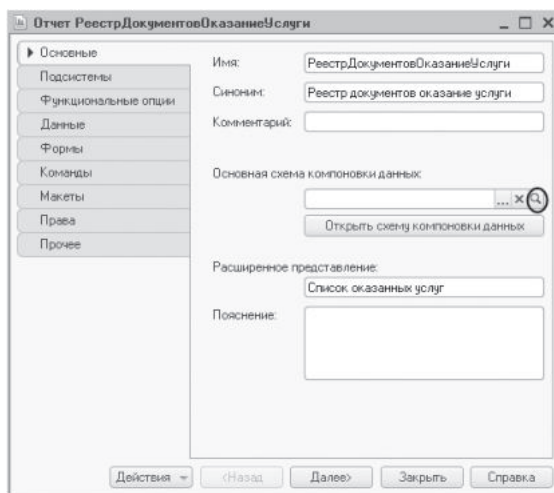 Отчет РеестрДокументовОказаниеУслуги
Основные
Подсистемы
Функциональные опции
Данные
Формы
Команды
Макеты
Права
Прочее
Имя: РеестрДокументовОказаниеУслуги
Синоним: Реестр документов оказание услуги
Комментарий:
Основная схема компоновки данных:
... ×
Открыть схему компоновки данных
Расширенное представление:
Список оказанных услуг
Пояснение:
Действия <Назад Далее> Закрыть Справка